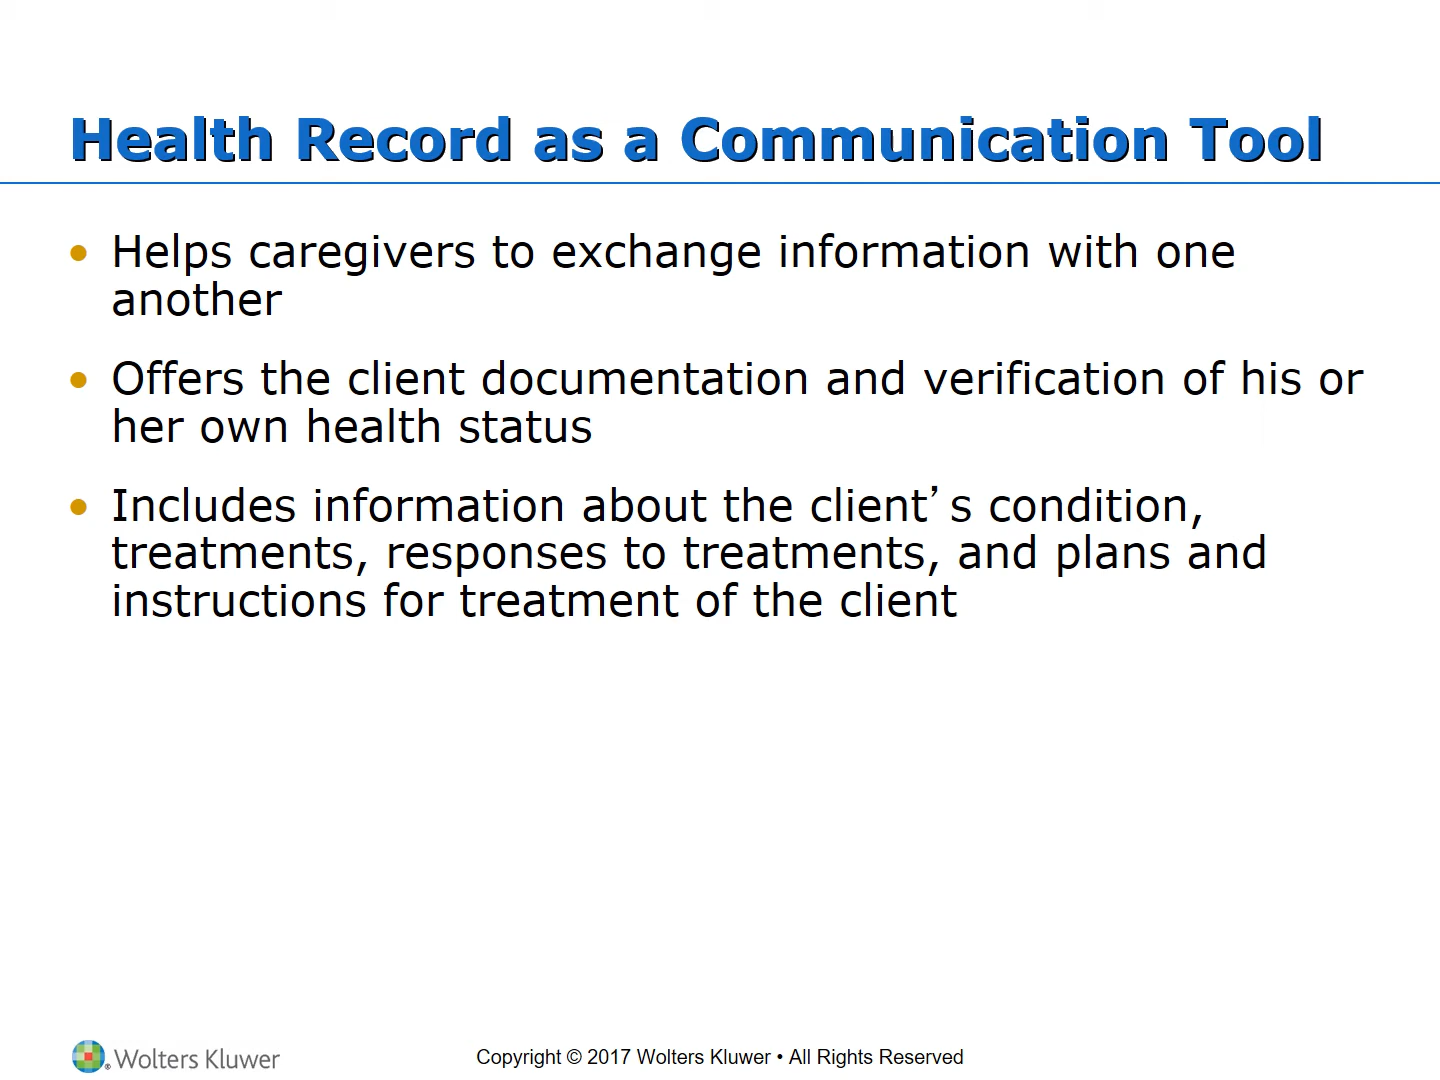 Health Record as a Communication Tool
• Helps caregivers to exchange information with one
another
• Offers the client documentation and verification of his or
her own health status
• Includes information about the client’s condition,
treatments, responses to treatments, and plans and
instructions for treatment of the client
® Wolters Kluwer
Copyright © 2017 Wolters Kluwer • All Rights Reserved